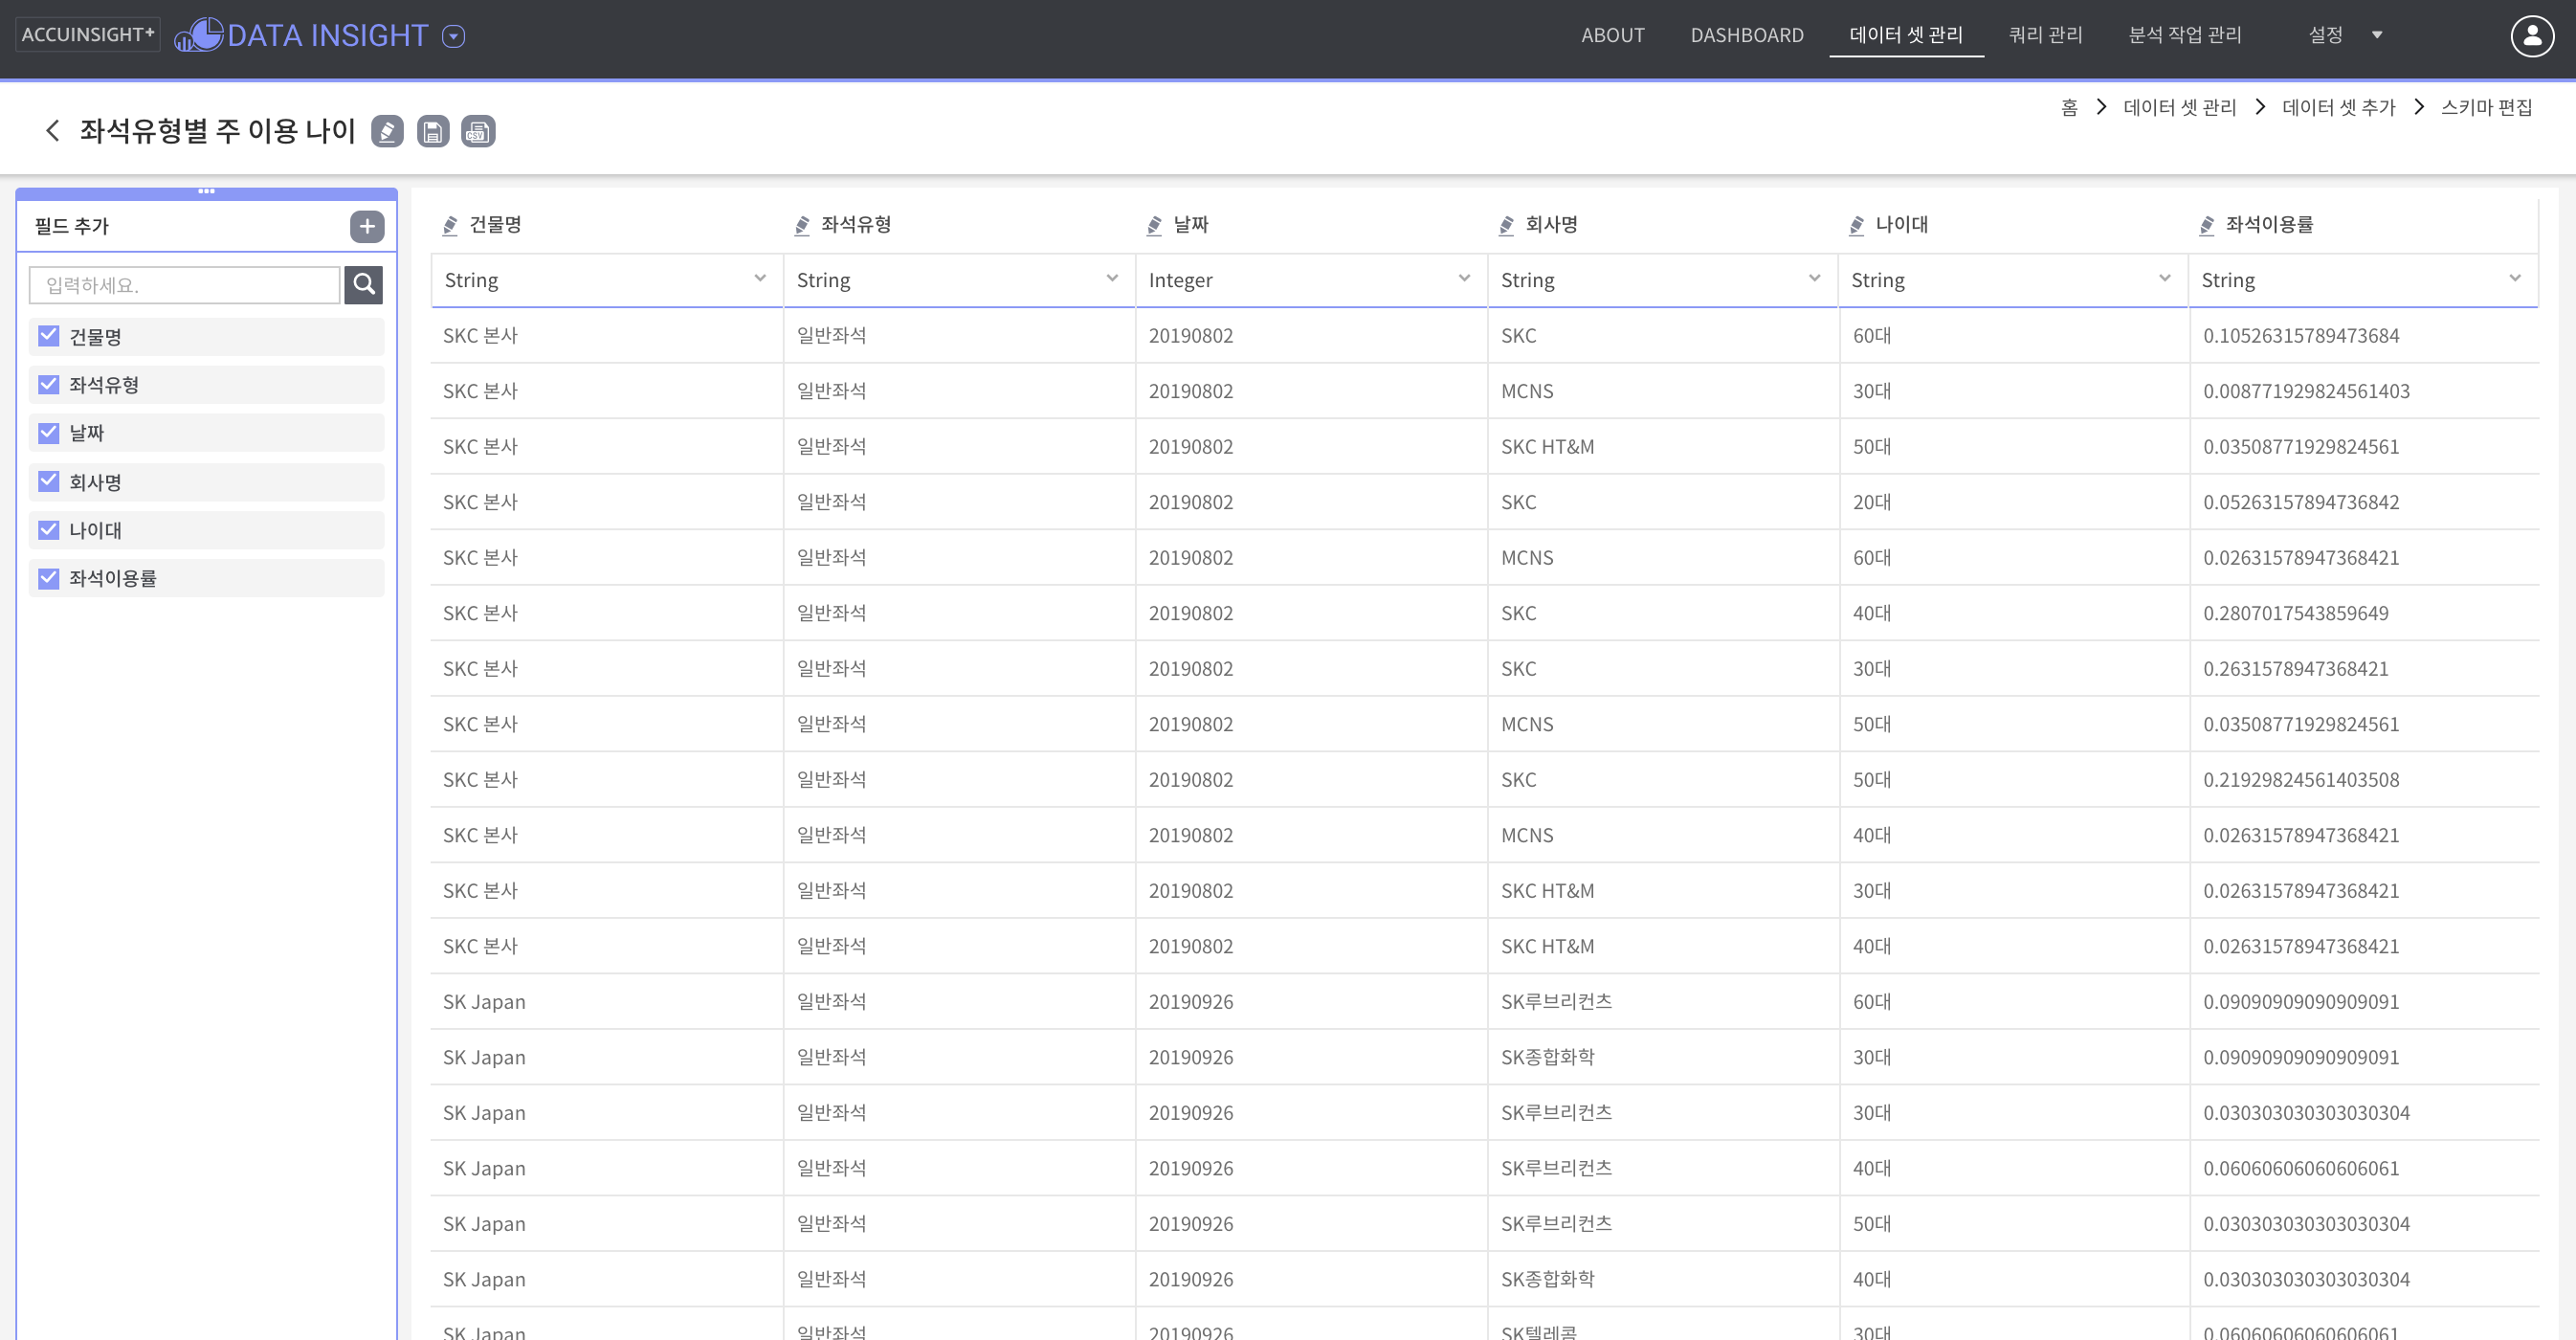 ACCUINSIGHT+ DATA INSIGHT ABOUT DASHBOARD 데이터 셋 관리 쿼리 관리 분석 작업 관리 설정
홈 > 데이터 셋 관리 > 데이터 셋 추가 > 스키마 편집
좌석유형별 주 이용 나이 CSV
필드 추가
입력하세요.
건물명
좌석유형
날짜
회사명
나이대
좌석이용률
건물명 좌석유형 날짜 회사명 나이대 좌석이용률
String String Integer String String String
SKC 본사 일반좌석 20190802 SKC 60대 0.10526315789473684
SKC 본사 일반좌석 20190802 MCNS 30대 0.008771929824561403
SKC 본사 일반좌석 20190802 SKC HT&M 50대 0.03508771929824561
SKC 본사 일반좌석 20190802 SKC 20대 0.05263157894736842
SKC 본사 일반좌석 20190802 MCNS 60대 0.02631578947368421
SKC 본사 일반좌석 20190802 SKC 40대 0.2807017543859649
SKC 본사 일반좌석 20190802 SKC 30대 0.2631578947368421
SKC 본사 일반좌석 20190802 MCNS 50대 0.03508771929824561
SKC 본사 일반좌석 20190802 SKC 50대 0.21929824561403508
SKC 본사 일반좌석 20190802 MCNS 40대 0.02631578947368421
SKC 본사 일반좌석 20190802 SKC HT&M 30대 0.02631578947368421
SKC 본사 일반좌석 20190802 SKC HT&M 40대 0.02631578947368421
SK Japan 일반좌석 20190926 SK루브리컨츠 60대 0.09090909090909091
SK Japan 일반좌석 20190926 SK종합화학 30대 0.09090909090909091
SK Japan 일반좌석 20190926 SK루브리컨츠 30대 0.030303030303030304
SK Japan 일반좌석 20190926 SK루브리컨츠 40대 0.06060606060606061
SK Japan 일반좌석 20190926 SK루브리컨츠 50대 0.030303030303030304
SK Japan 일반좌석 20190926 SK종합화학 40대 0.030303030303030304
SK Japan 일반좌석 20190926 SK텔레콤 30대 0.06060606060606061